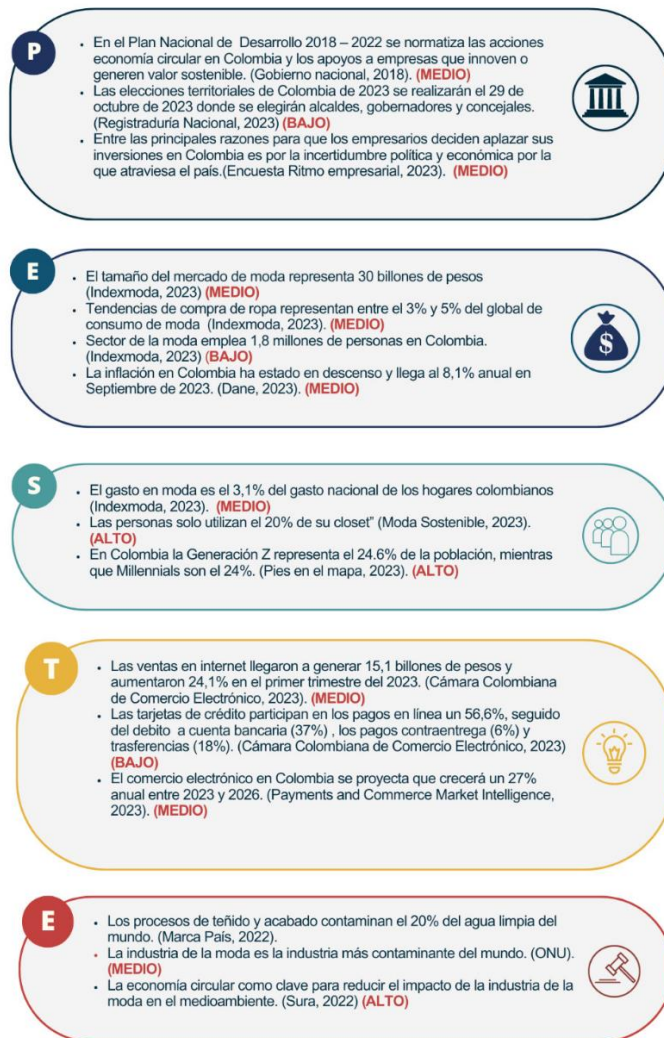 P
• En el Plan Nacional de Desarrollo 2018 – 2022 se normatiza las acciones
economía circular en Colombia y los apoyos a empresas que innoven o
generen valor sostenible. (Gobierno nacional, 2018). (MEDIO)
• Las elecciones territoriales de Colombia de 2023 se realizarán el 29 de
octubre de 2023 donde se elegirán alcaldes, gobernadores y concejales.
(Registraduría Nacional, 2023) (BAJO)
• Entre las principales razones para que los empresarios deciden aplazar sus
inversiones en Colombia es por la incertidumbre política y económica por la
que atraviesa el país.(Encuesta Ritmo empresarial, 2023). (MEDIO)
E
• El tamaño del mercado de moda representa 30 billones de pesos
(Indexmoda, 2023) (MEDIO)
• Tendencias de compra de ropa representan entre el 3% y 5% del global de
consumo de moda (Indexmoda, 2023). (MEDIO)
• Sector de la moda emplea 1,8 millones de personas en Colombia.
(Indexmoda, 2023) (BAJO)
• La inflación en Colombia ha estado en descenso y llega al 8,1% anual en
Septiembre de 2023. (Dane, 2023). (MEDIO)
$
S
• El gasto en moda es el 3,1% del gasto nacional de los hogares colombianos
(Indexmoda, 2023). (MEDIO)
• Las personas solo utilizan el 20% de su closet” (Moda Sostenible, 2023).
(ALTO)
• En Colombia la Generación Z representa el 24.6% de la población, mientras
que Millennials son el 24%. (Pies en el mapa, 2023). (ALTO)
T
• Las ventas en internet llegaron a generar 15,1 billones de pesos y
aumentaron 24,1% en el primer trimestre del 2023. (Cámara Colombiana
de Comercio Electrónico, 2023). (MEDIO)
• Las tarjetas de crédito participan en los pagos en línea un 56,6%, seguido
del debito a cuenta bancaria (37%) , los pagos contraentrega (6%) y
trasferencias (18%). (Cámara Colombiana de Comercio Electrónico, 2023)
(BAJO)
• El comercio electrónico en Colombia se proyecta que crecerá un 27%
anual entre 2023 y 2026. (Payments and Commerce Market Intelligence,
2023). (MEDIO)
E
• Los procesos de teñido y acabado contaminan el 20% del agua limpia del
mundo. (Marca País, 2022).
• La industria de la moda es la industria más contaminante del mundo. (ONU).
(MEDIO)
• La economía circular como clave para reducir el impacto de la industria de la
moda en el medioambiente. (Sura, 2022) (ALTO)